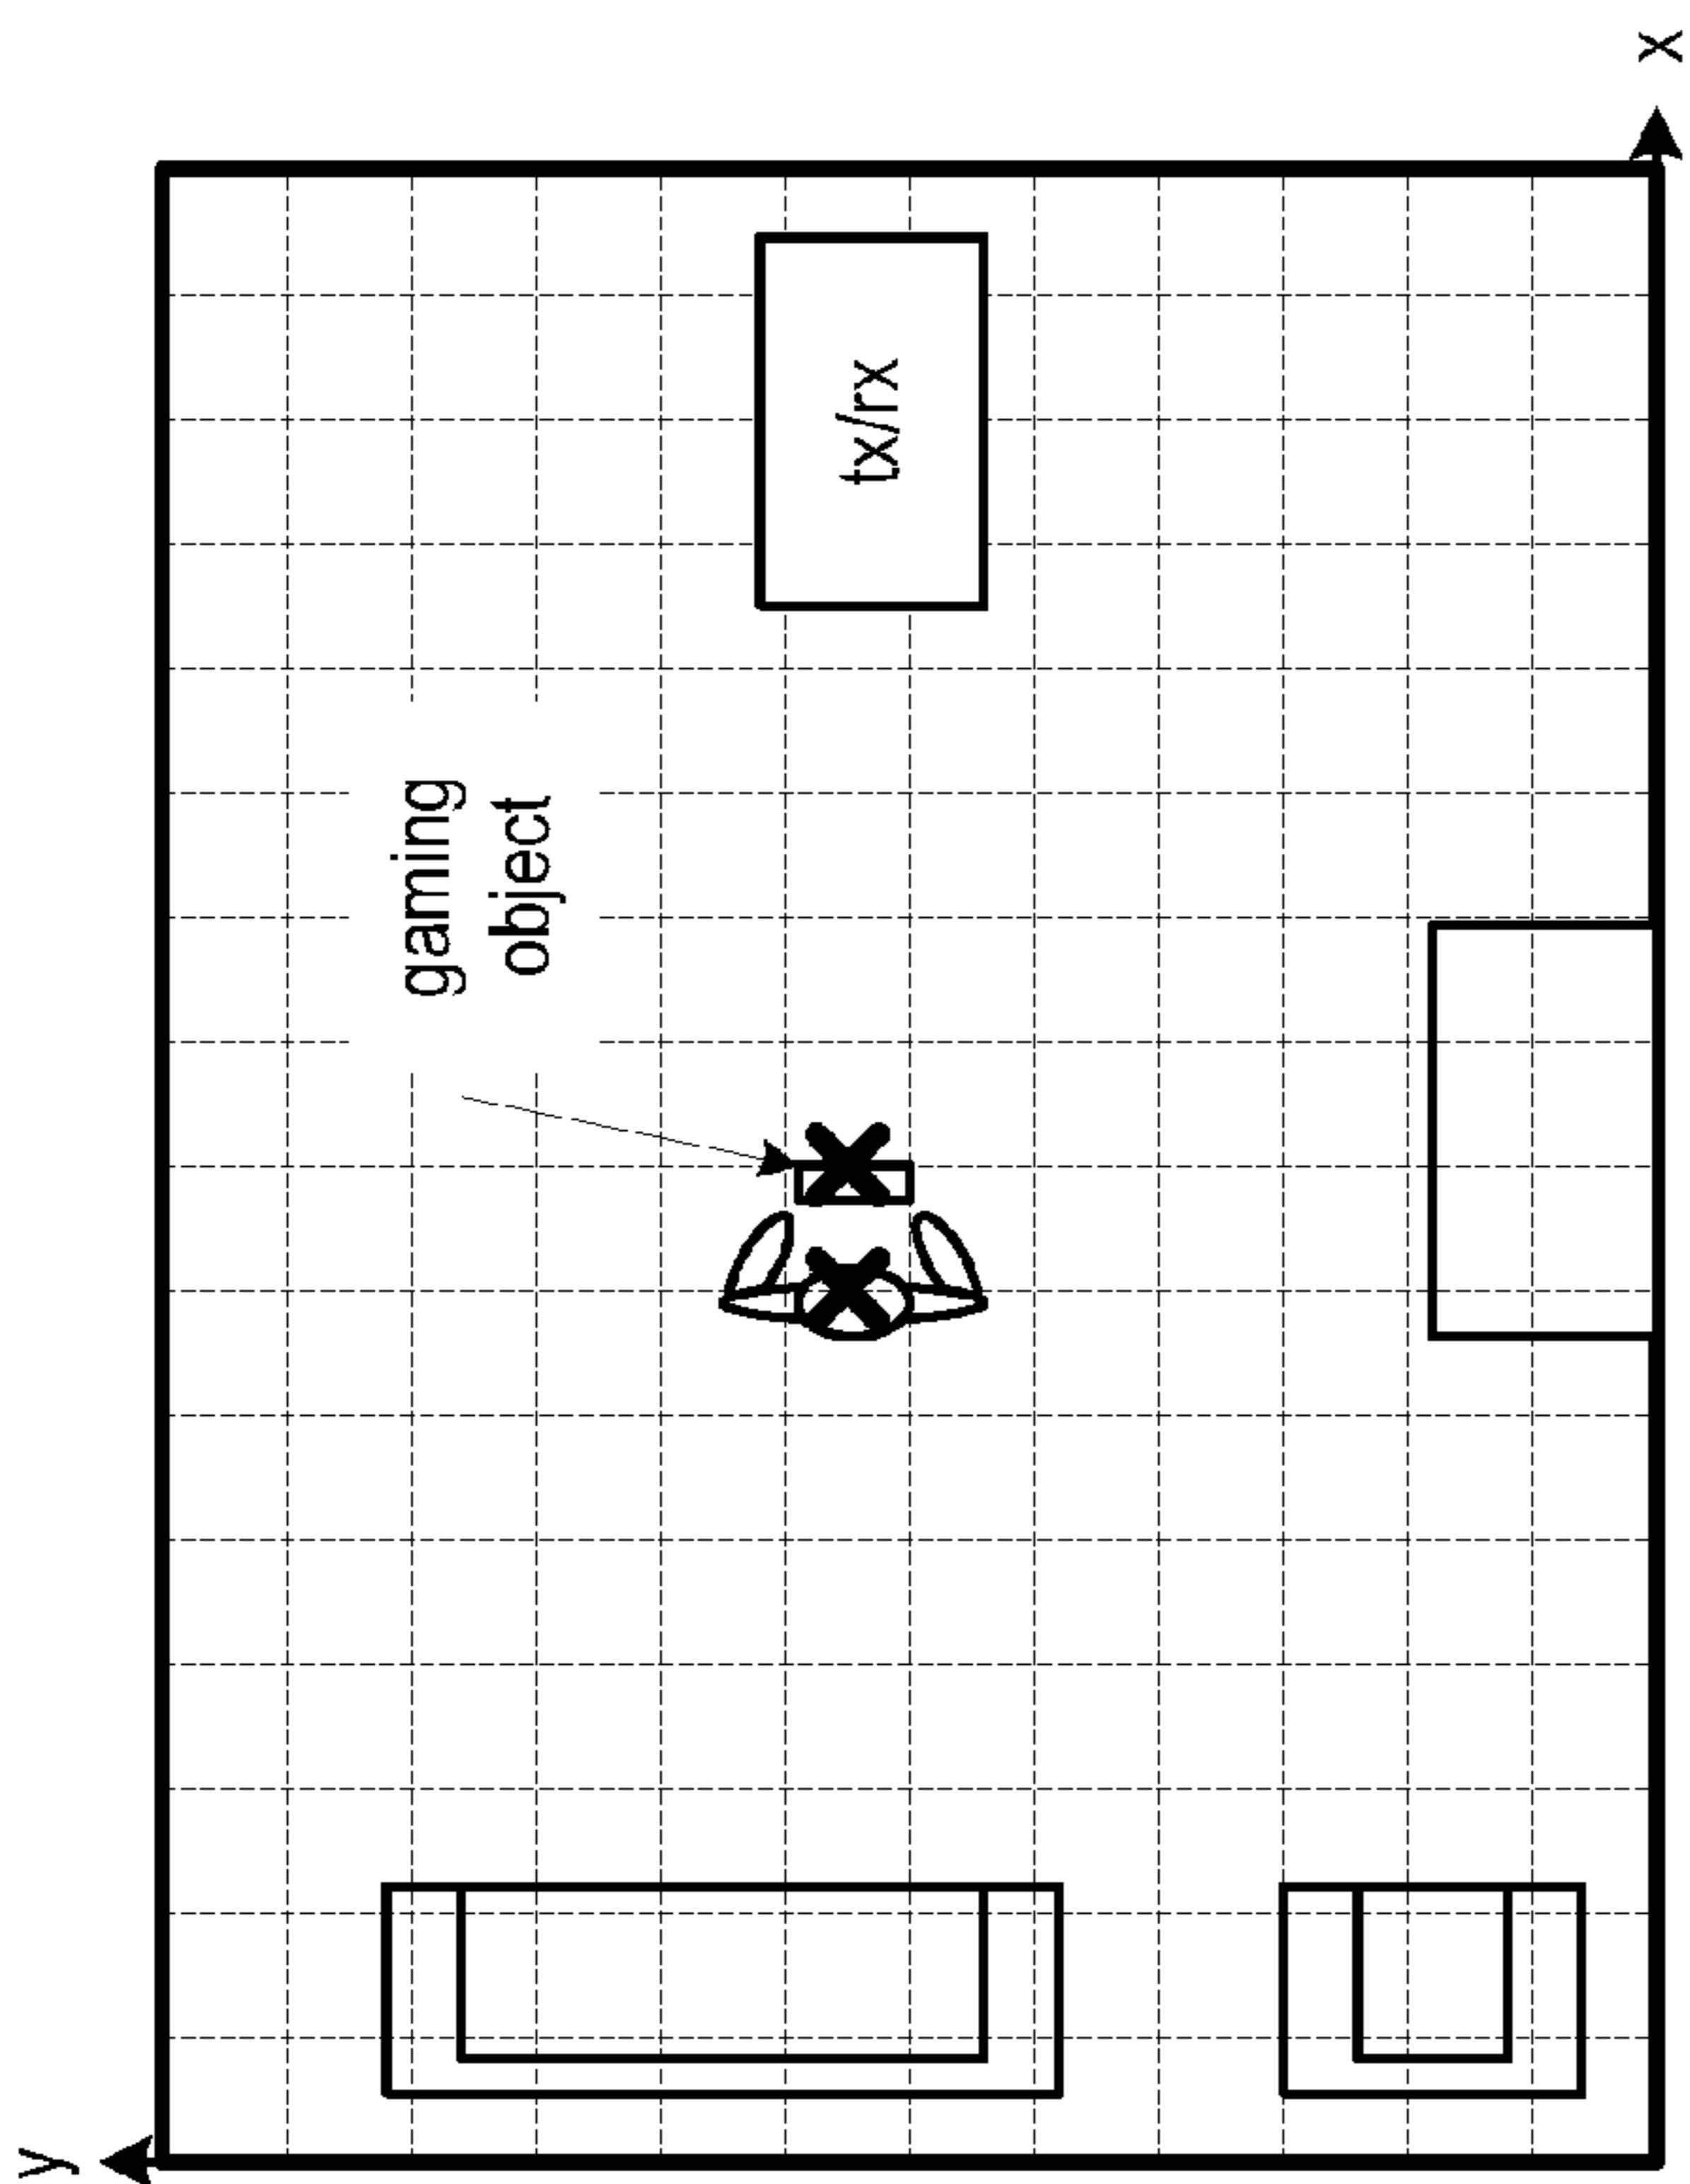 y
gaming
object
tx/rx
x